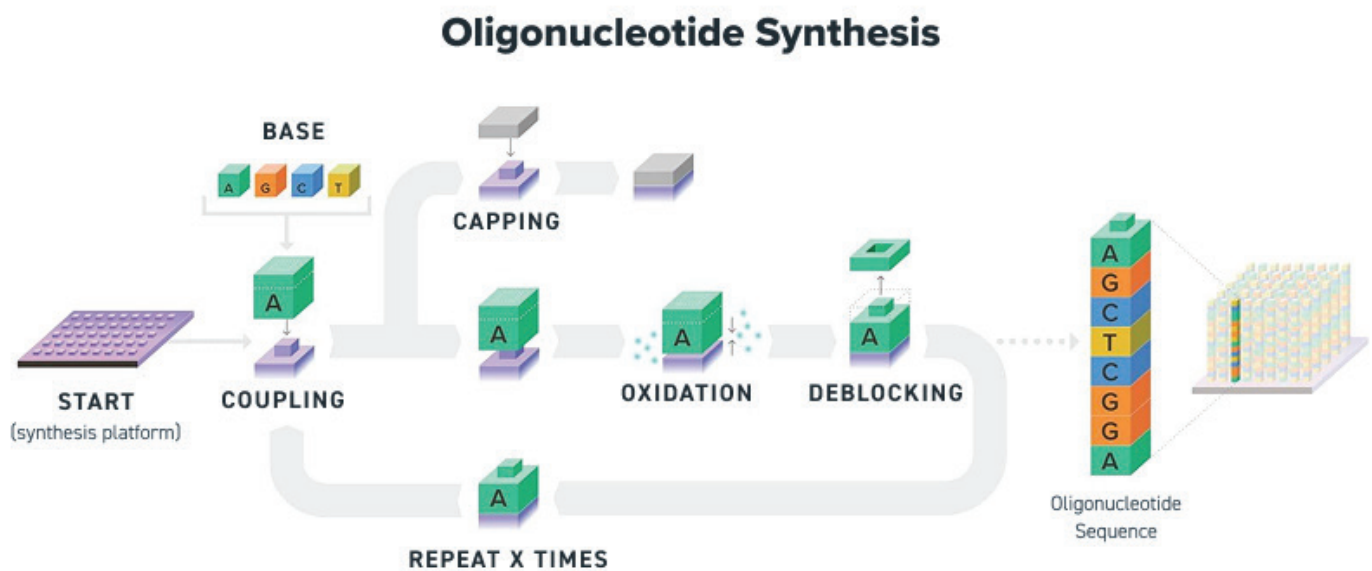 Oligonucleotide Synthesis
BASE
A G C T
A
START
(synthesis platform)
COUPLING
CAPPING
A
A
OXIDATION
A
DEBLOCKING
A
REPEAT X TIMES
A
G
C
T
C
G
G
A
Oligonucleotide
Sequence